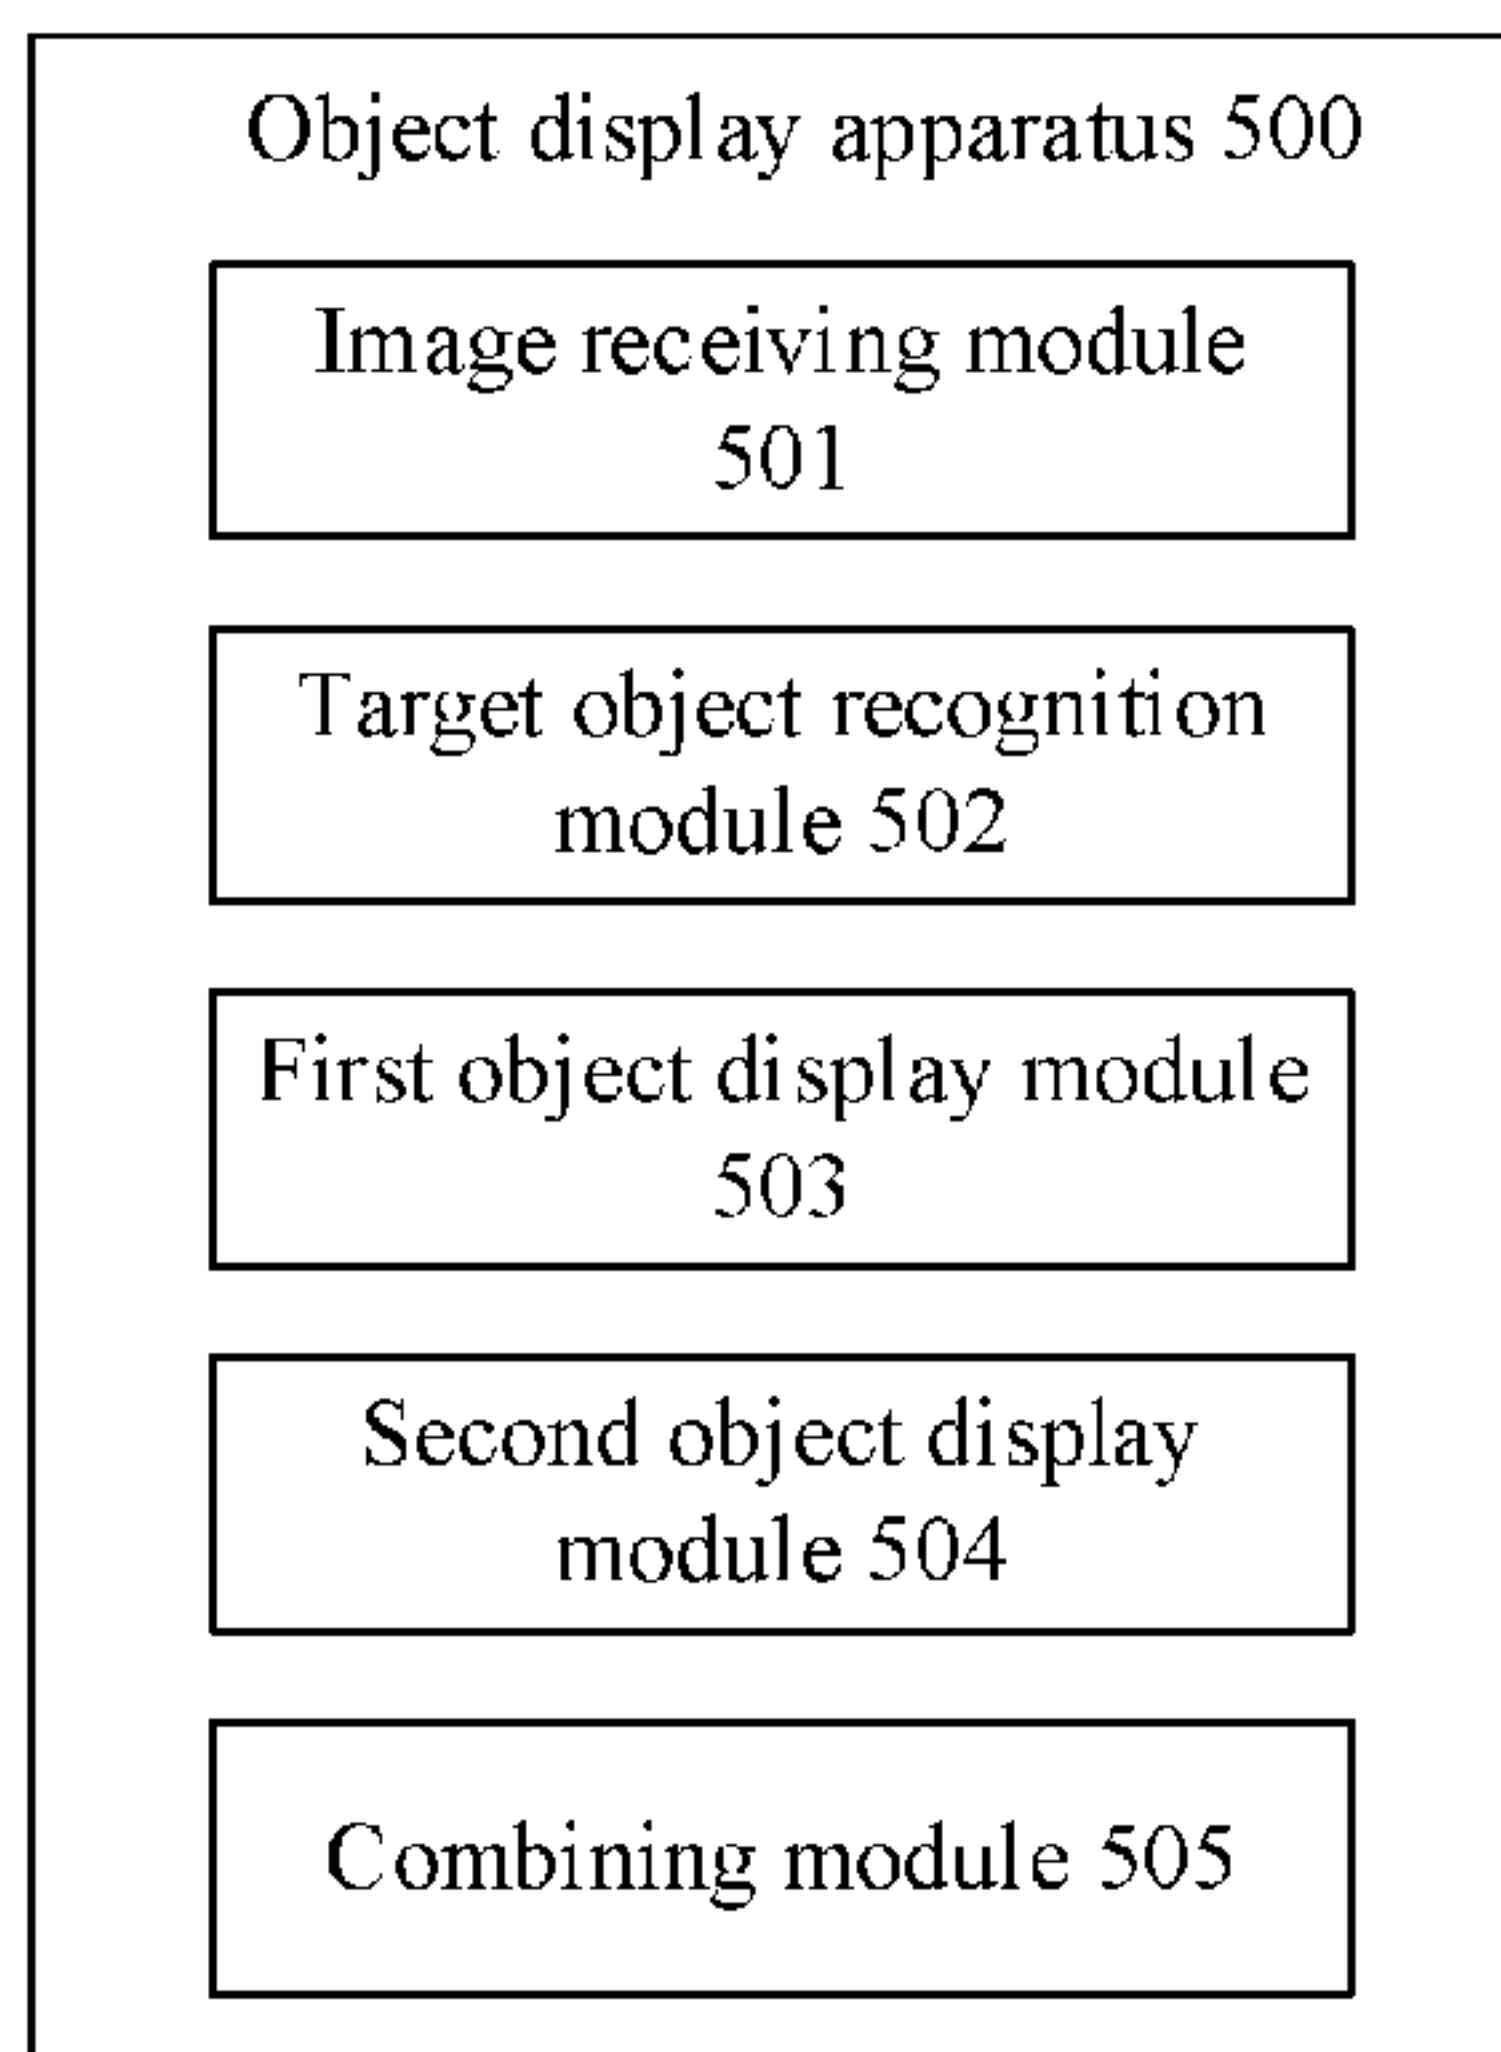 Object display apparatus 500
Image receiving module
501
Target object recognition
module 502
First object display module
503
Second object display
module 504
Combining module 505